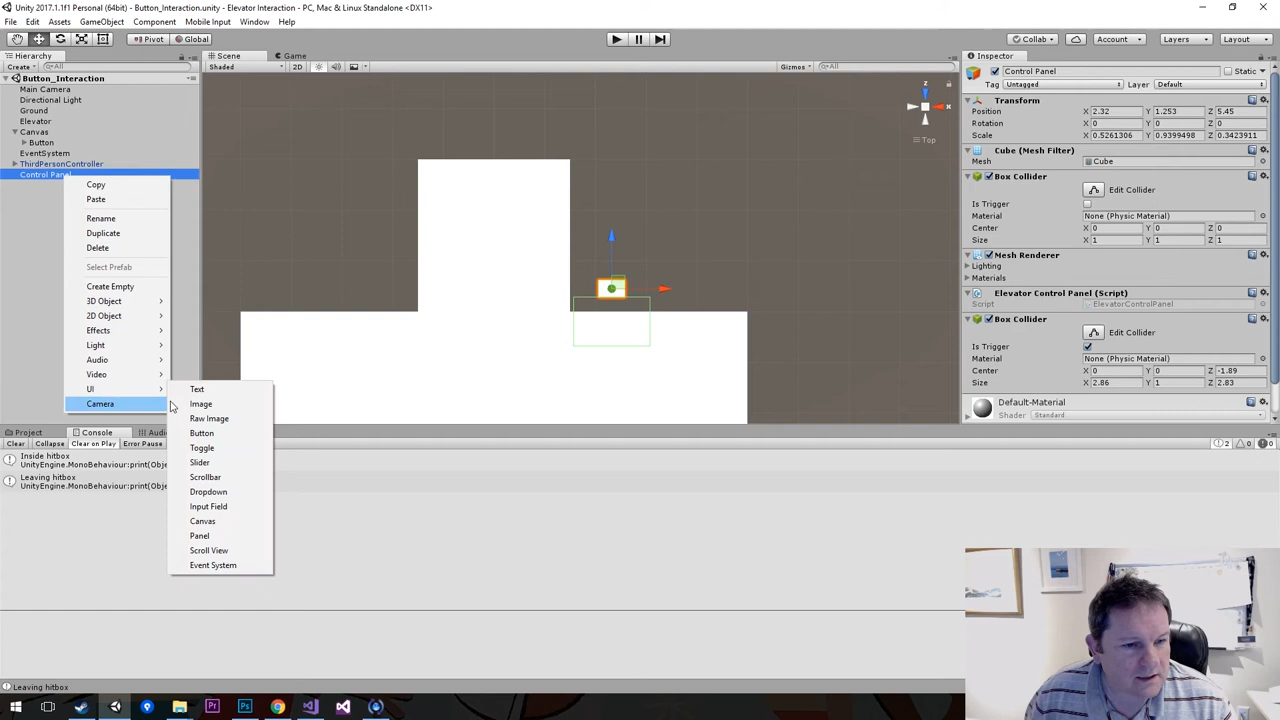 Unity 2017.1.1f1 Personal (64bit) - Button_Interaction.unity - Elevator Interaction - PC, Mac & Linux Standalone <DX11>
File Edit Assets GameObject Component Mobile Input Window Help
Pivot Global Collab Account Layers Layout
Hierarchy
Create All
Button_Interaction
Main Camera
Directional Light
Ground
Elevator
Canvas
Button
EventSystem
ThirdPersonController
Control Panel
Copy
Paste
Rename
Duplicate
Delete
Select Prefab
Create Empty
3D Object
2D Object
Effects
Light
Audio
Video
UI
Camera
Text
Image
Raw Image
Button
Toggle
Slider
Scrollbar
Dropdown
Input Field
Canvas
Panel
Scroll View
Event System
Scene Game
Shaded 2D Gizmos All
z
x
Top
Inspector
Control Panel Static
Tag Untagged Layer Default
Transform
Position X 2.32 Y 1.253 Z 5.45
Rotation X 0 Y 0 Z 0
Scale X 0.5261306 Y 0.9399498 Z 0.3423911
Cube (Mesh Filter)
Mesh Cube
Box Collider
Edit Collider
Is Trigger
Material None (Physic Material)
Center X 0 Y 0 Z 0
Size X 1 Y 1 Z 1
Mesh Renderer
Lighting
Materials
Elevator Control Panel (Script)
Script ElevatorControlPanel
Box Collider
Edit Collider
Is Trigger
Material None (Physic Material)
Center X 0 Y 0 Z -1.89
Size X 2.86 Y 1 Z 2.83
Default-Material
Shader Standard
Project Console
Clear Collapse Clear on Play Error Pause
2 0 0
Inside hitbox
UnityEngine.MonoBehaviour:print(Obje
Leaving hitbox
UnityEngine.MonoBehaviour:print(Obje
Leaving hitbox